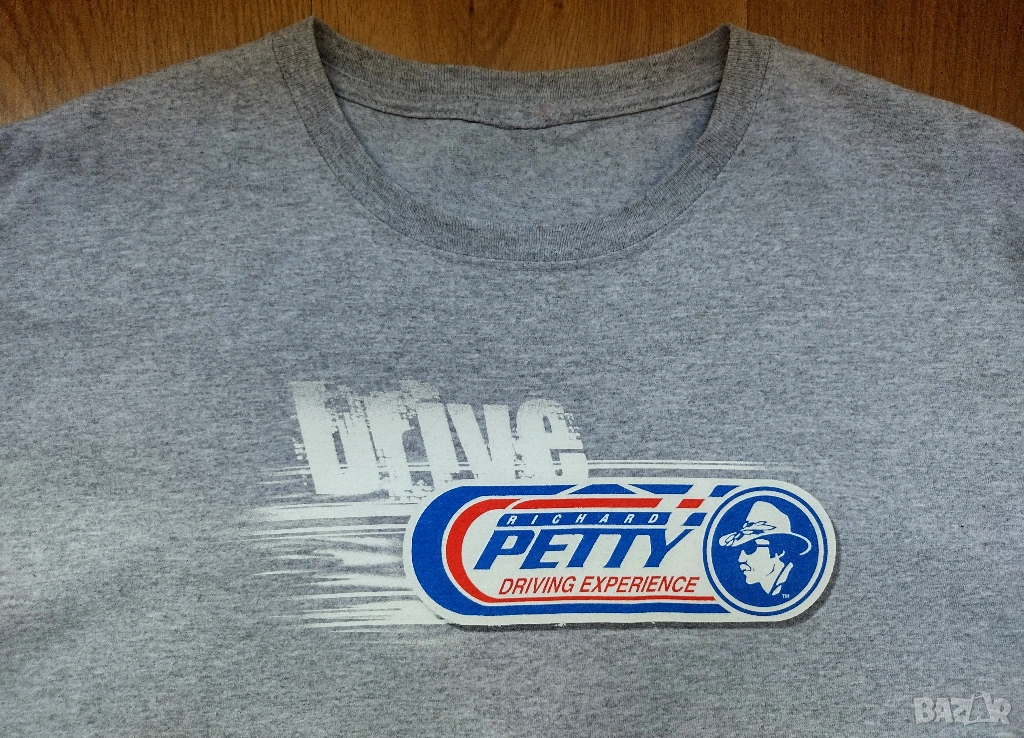 drive
RICHARD
PETTY
DRIVING EXPERIENCE
TM
BAZAR